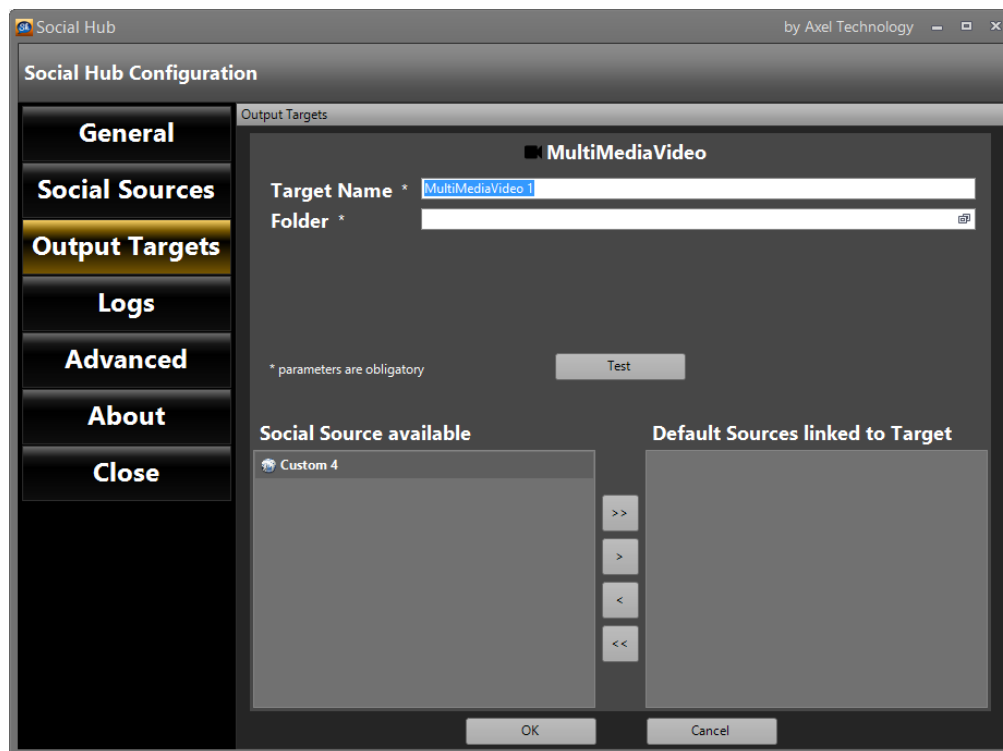 Social Hub by Axel Technology
Social Hub Configuration
General
Social Sources
Output Targets
Logs
Advanced
About
Close
Output Targets
MultiMediaVideo
Target Name * MultiMediaVideo 1
Folder *
* parameters are obligatory Test
Social Source available Default Sources linked to Target
Custom 4
>>
>
<
<<
OK Cancel